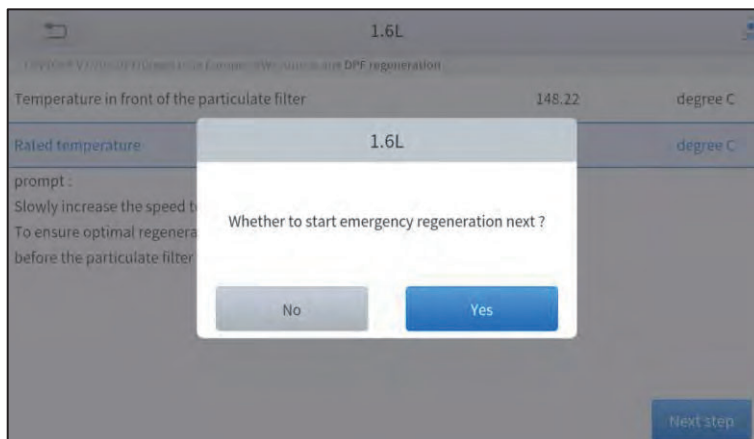 1.6L
DPF regeneration
Temperature in front of the particulate filter 148.22 degree C
Rated temperature degree C
prompt :
Slowly increase the speed
To ensure optimal
before the particulate filter
1.6L
Whether to start emergency regeneration next ?
No Yes
Next step